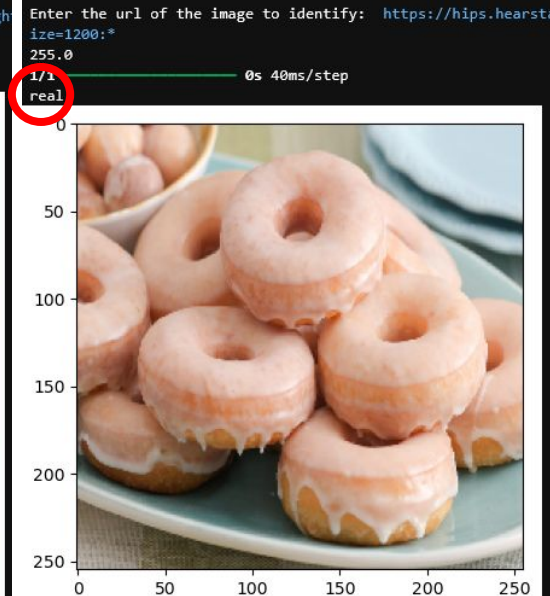 Enter the url of the image to identify: https://hips.hearst
ize=1200:*
255.0
1/1 0s 40ms/step
real
0
50
100
150
200
250
0 50 100 150 200 250